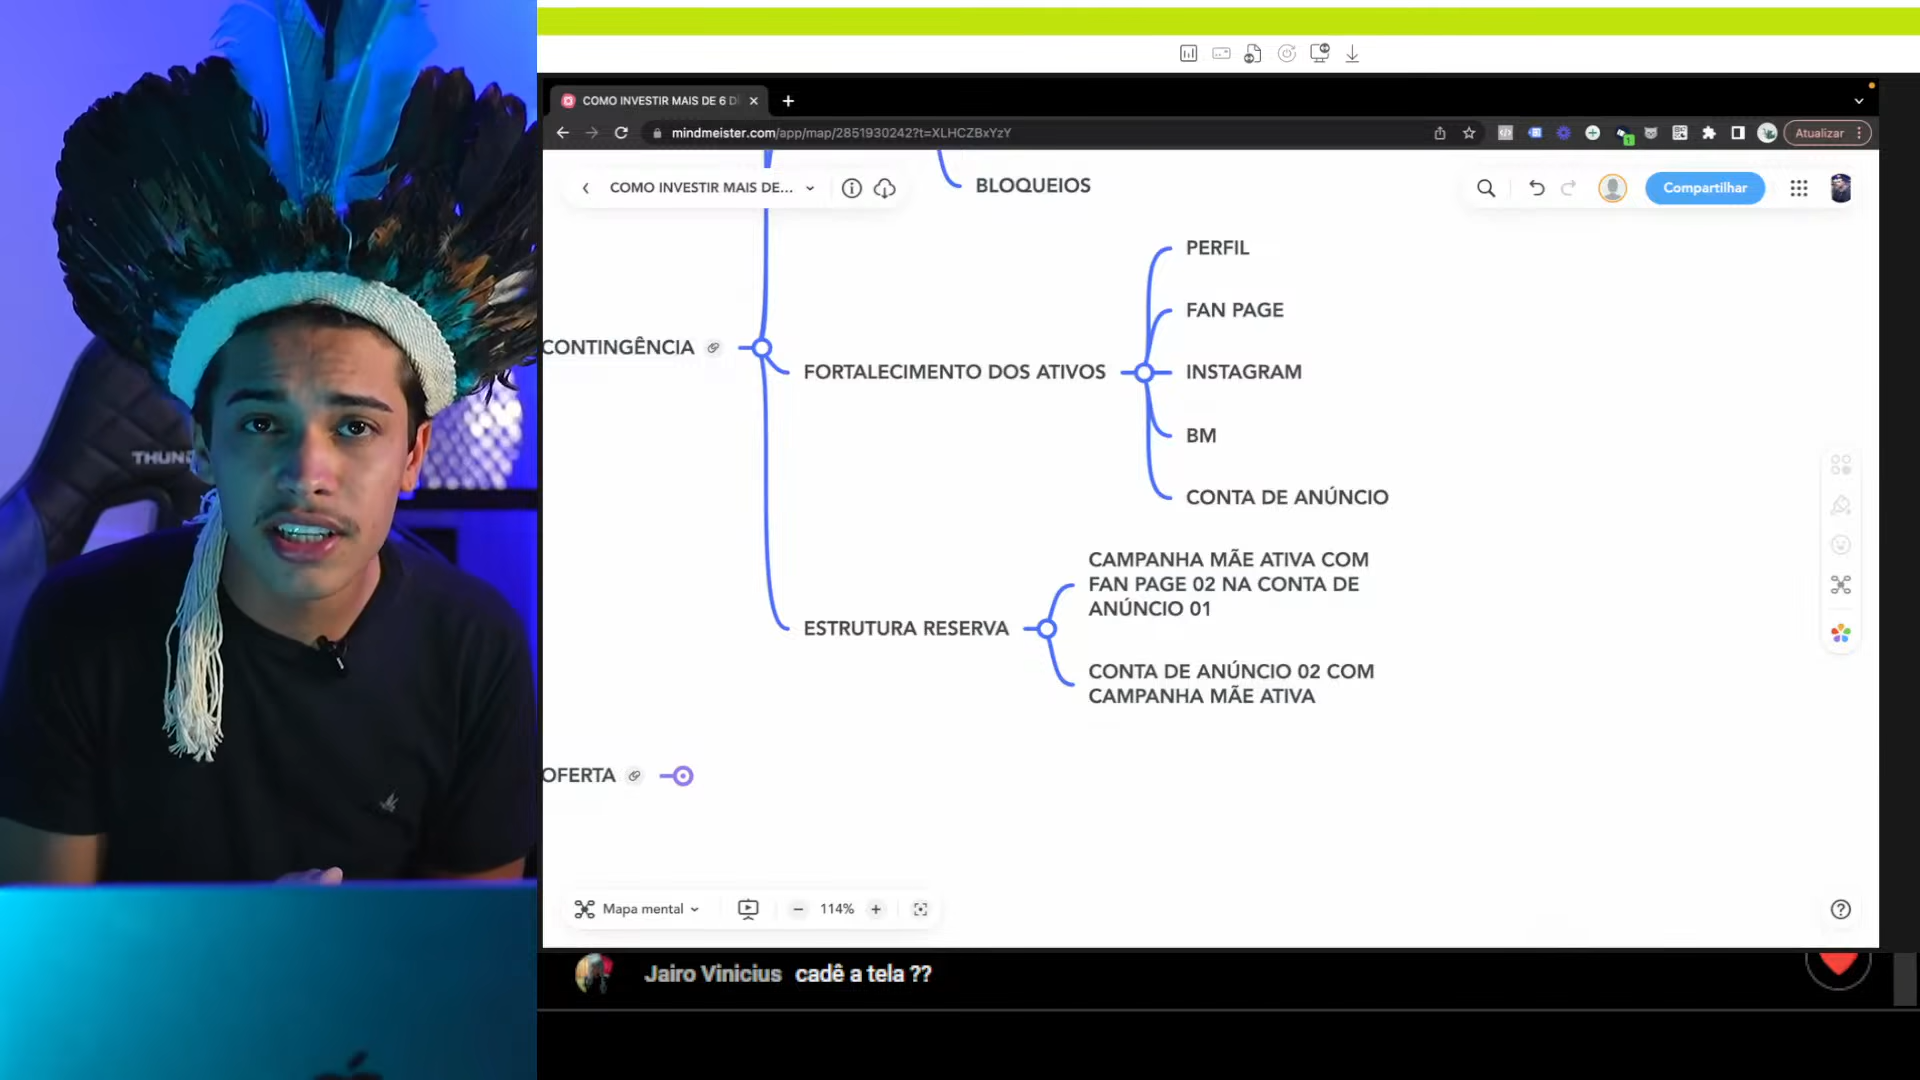 THUND
COMO INVESTIR MAIS DE 6 D
mindmeister.com/app/map/2851930242?t=XLHCZBxYzY
Atualizar
COMO INVESTIR MAIS DE...
Compartilhar
BLOQUEIOS
PERFIL
FAN PAGE
CONTINGÊNCIA
FORTALECIMENTO DOS ATIVOS
INSTAGRAM
BM
CONTA DE ANÚNCIO
CAMPANHA MÃE ATIVA COM
FAN PAGE 02 NA CONTA DE
ANÚNCIO 01
ESTRUTURA RESERVA
CONTA DE ANÚNCIO 02 COM
CAMPANHA MÃE ATIVA
OFERTA
Mapa mental
114%
Jairo Vinicius cadê a tela ??